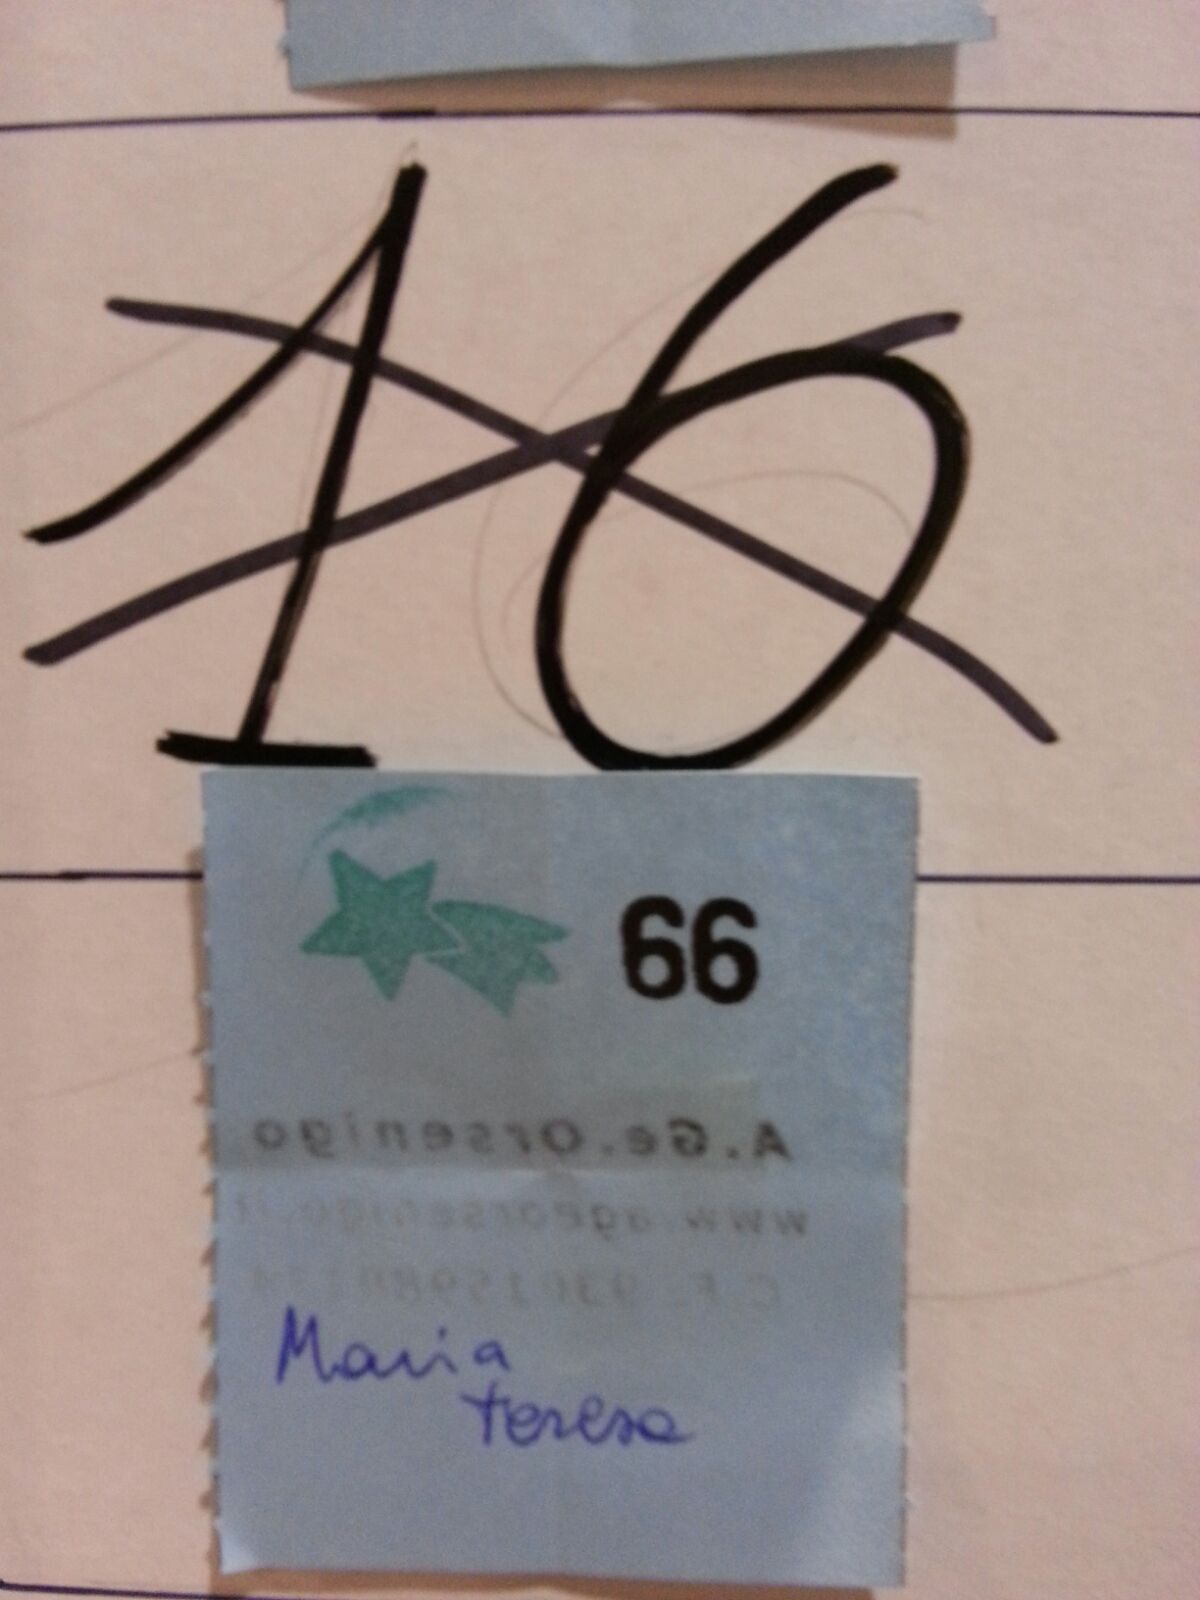 16
66
A.Ge.Orsenigo
www.ageorsenigo.it
C.F.
Maria
teresa